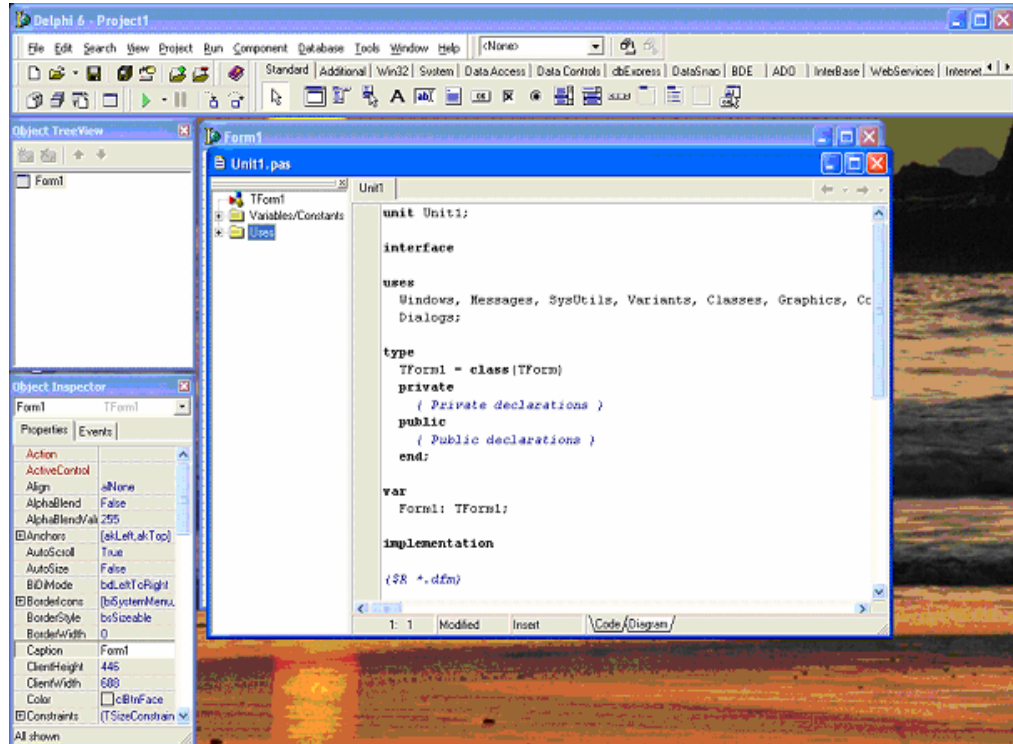 Delphi 6 - Project1
File Edit Search View Project Run Component Database Tools Window Help <None>
Standard Additional Win32 System Data Access Data Controls dbExpress DataSnap BDE ADO InterBase WebServices Internet
Object TreeView
Form1
Form1
Unit1.pas
TForm1
Variables/Constants
Uses
Unit1
unit Unit1;
interface
uses
Windows, Messages, SysUtils, Variants, Classes, Graphics, Co
Dialogs;
type
TForm1 = class(TForm)
private
{ Private declarations }
public
{ Public declarations }
end;
var
Form1: TForm1;
implementation
{$R *.dfm}
1: 1 Modified Insert Code Diagram
Object Inspector
Form1 TForm1
Properties Events
Action
ActiveControl
Align alNone
AlphaBlend False
AlphaBlendVal 255
Anchors [akLeft,akTop]
AutoScroll True
AutoSize False
BiDiMode bdLeftToRight
BorderIcons [biSystemMenu,
BorderStyle bsSizeable
BorderWidth 0
Caption Form1
ClientHeight 446
ClientWidth 688
Color clBtnFace
Constraints (TSizeConstrain
All shown